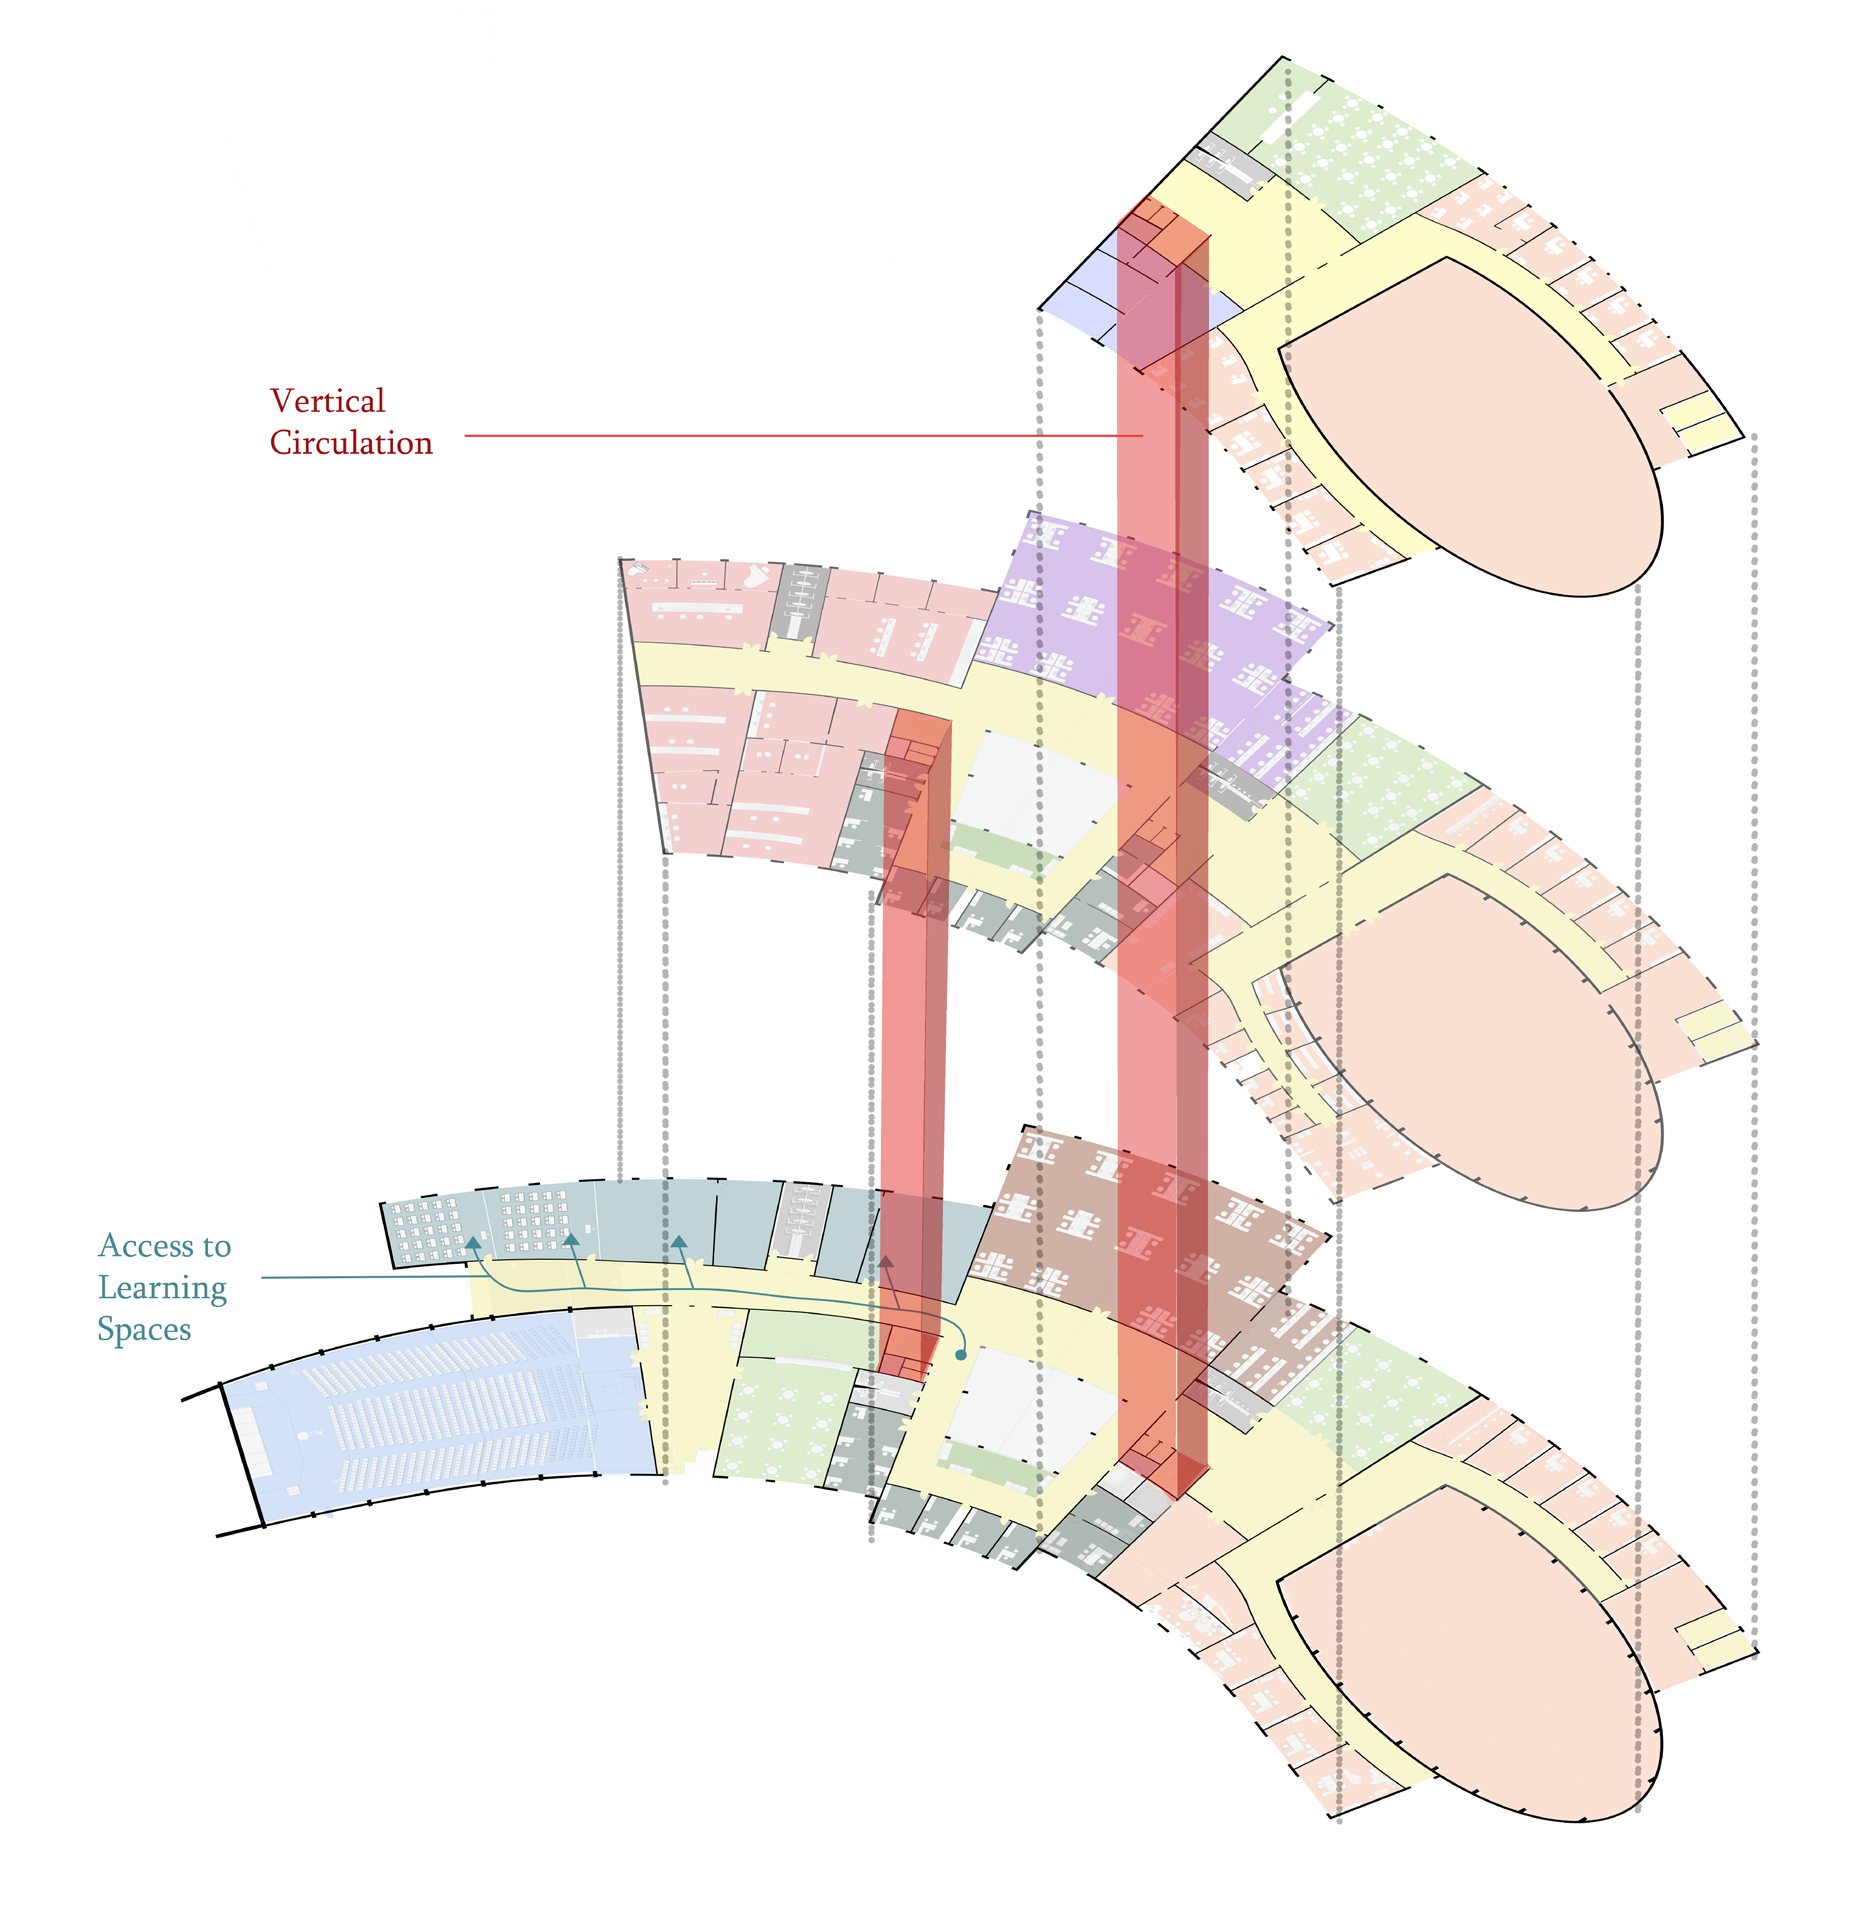 Vertical
Circulation
Access to
Learning
Spaces